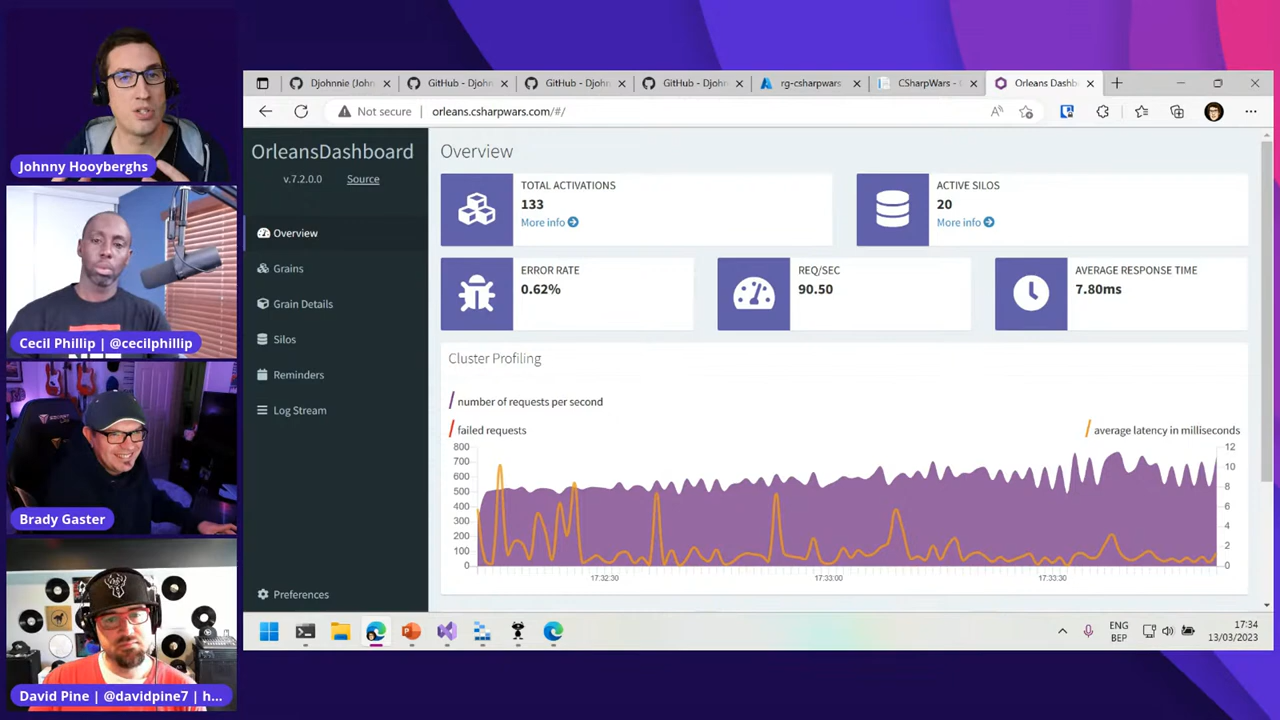 Johnny Hooyberghs
Cecil Phillip | @cecilphillip
Brady Gaster
David Pine | @davidpine7 | h...
Djohnnie (John
GitHub - Djohn
GitHub - Djohn
GitHub - Djohn
rg-csharpwars
CSharpWars -
Orleans Dashb
Not secure
orleans.csharpwars.com/#/
OrleansDashboard
v.7.2.0.0
Source
Overview
Grains
Grain Details
Silos
Reminders
Log Stream
Preferences
Overview
TOTAL ACTIVATIONS
133
More info
ACTIVE SILOS
20
More info
ERROR RATE
0.62%
REQ/SEC
90.50
AVERAGE RESPONSE TIME
7.80ms
Cluster Profiling
number of requests per second
failed requests
average latency in milliseconds
800
700
600
500
400
300
200
100
0
12
10
8
6
4
2
0
17:32:30
17:33:00
17:33:30
ENG
BEP
17:34
13/03/2023